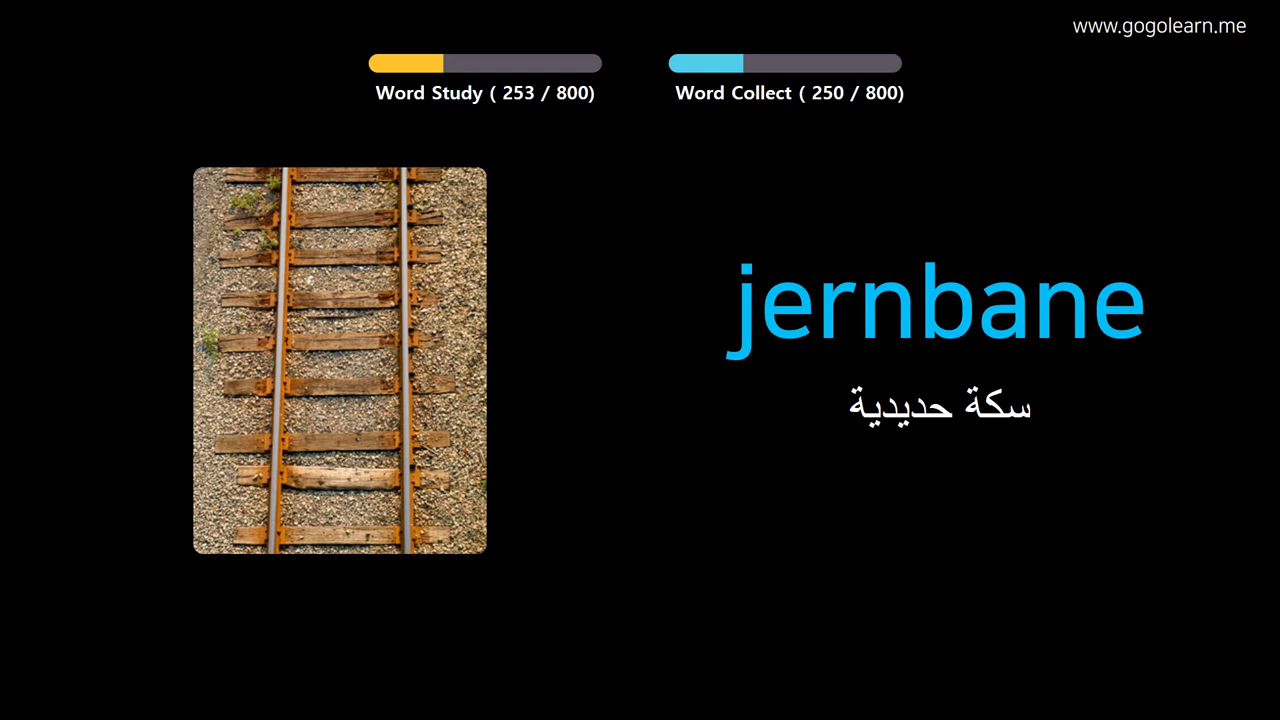 www.gogolearn.me
Word Study ( 253 / 800)
Word Collect ( 250 / 800)
jernbane
سكة حديدية